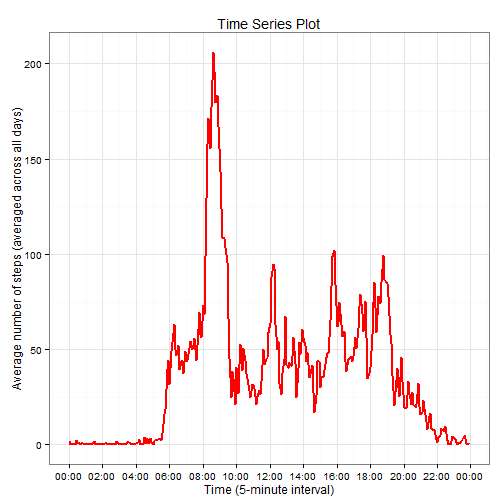 Time Series Plot
Average number of steps (averaged across all days)
200
150
100
50
0
00:00 02:00 04:00 06:00 08:00 10:00 12:00 14:00 16:00 18:00 20:00 22:00 00:00
Time (5-minute interval)